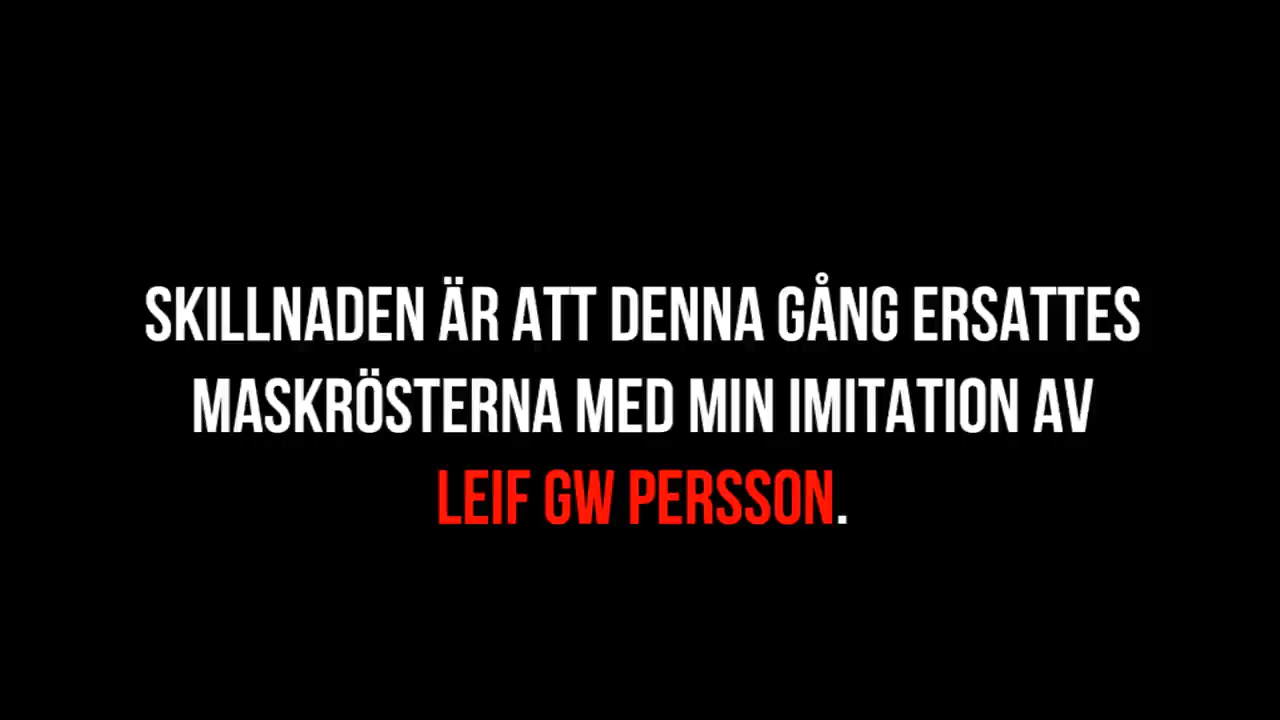 SKILLNADEN ÄR ATT DENNA GÅNG ERSATTES
MASKRÖSTERNA MED MIN IMITATION AV
LEIF GW PERSSON.